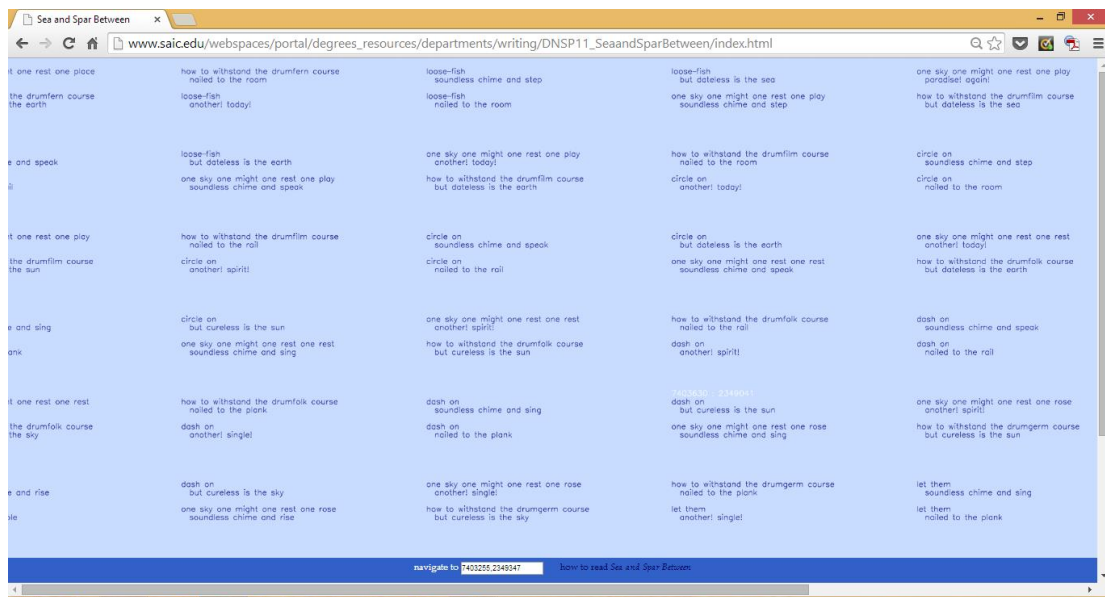 Sea and Spar Between
www.saic.edu/webspaces/portal/degrees_resources/departments/writing/DNSP11_SeaandSparBetween/index.html
one rest one place
the drumfern course
the earth
how to withstand the drumfern course
nailed to the room
loose-fish
another! today!
loose-fish
soundless chime and step
loose-fish
nailed to the room
loose-fish
but dateless is the sea
one sky one might one rest one play
soundless chime and step
one sky one might one rest one play
paradise! again!
how to withstand the drumfilm course
but dateless is the sea
and speak
loose-fish
but dateless is the earth
one sky one might one rest one play
soundless chime and speak
one sky one might one rest one play
another! today!
how to withstand the drumfilm course
but dateless is the earth
how to withstand the drumfilm course
nailed to the room
circle on
another! today!
circle on
soundless chime and step
circle on
nailed to the room
one rest one play
the drumfilm course
the sun
how to withstand the drumfilm course
nailed to the rail
circle on
another! spirit!
circle on
soundless chime and speak
circle on
nailed to the rail
circle on
but dateless is the earth
one sky one might one rest one rest
soundless chime and speak
one sky one might one rest one rest
another! today!
how to withstand the drumfolk course
but dateless is the earth
and sing
ank
circle on
but cureless is the sun
one sky one might one rest one rest
soundless chime and sing
one sky one might one rest one rest
another! spirit!
how to withstand the drumfolk course
but cureless is the sun
how to withstand the drumfolk course
nailed to the rail
dash on
another! spirit!
dash on
soundless chime and speak
dash on
nailed to the rail
one rest one rest
the drumfolk course
the sky
how to withstand the drumfolk course
nailed to the plank
dash on
another! single!
dash on
soundless chime and sing
dash on
nailed to the plank
dash on
but cureless is the sun
one sky one might one rest one rose
soundless chime and sing
one sky one might one rest one rose
another! spirit!
how to withstand the drumgerm course
but cureless is the sun
and rise
dash on
but cureless is the sky
one sky one might one rest one rose
soundless chime and rise
one sky one might one rest one rose
another! single!
how to withstand the drumgerm course
but cureless is the sky
how to withstand the drumgerm course
nailed to the plank
let them
another! single!
let them
soundless chime and sing
let them
nailed to the plank
navigate to 7403255,2349347 how to read Sea and Spar Between